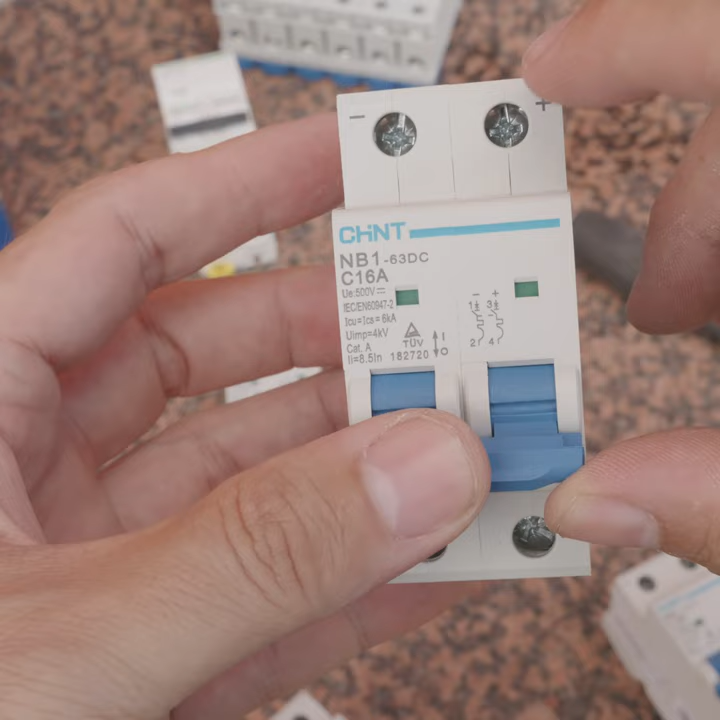 − +
CHNT
NB1-63DC
C16A
Ue:500V⎓
IEC/EN60947-2
Icu=Ics=6kA
Uimp=4kV
Cat. A
Ii=8.5In
TÜV
182720
I
O
− +
1 3
2 4